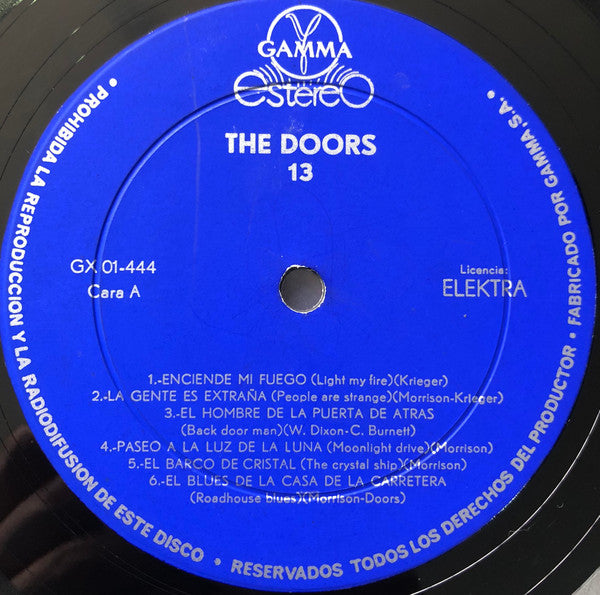 GAMMA
estereo
THE DOORS
13
GX 01-444
Cara A
Licencia:
ELEKTRA
1.-ENCIENDE MI FUEGO (Light my fire)(Krieger)
2.-LA GENTE ES EXTRAÑA (People are strange)(Morrison-Krieger)
3.-EL HOMBRE DE LA PUERTA DE ATRAS
(Back door man)(W. Dixon-C. Burnett)
4.-PASEO A LA LUZ DE LA LUNA (Moonlight drive)(Morrison)
5.-EL BARCO DE CRISTAL (The crystal ship)(Morrison)
6.-EL BLUES DE LA CASA DE LA CARRETERA
(Roadhouse blues)(Morrison-Doors)
• PROHIBIDA LA REPRODUCCION Y LA RADIODIFUSION DE ESTE DISCO • RESERVADOS TODOS LOS DERECHOS DEL PRODUCTOR • FABRICADO POR GAMMA S.A. •